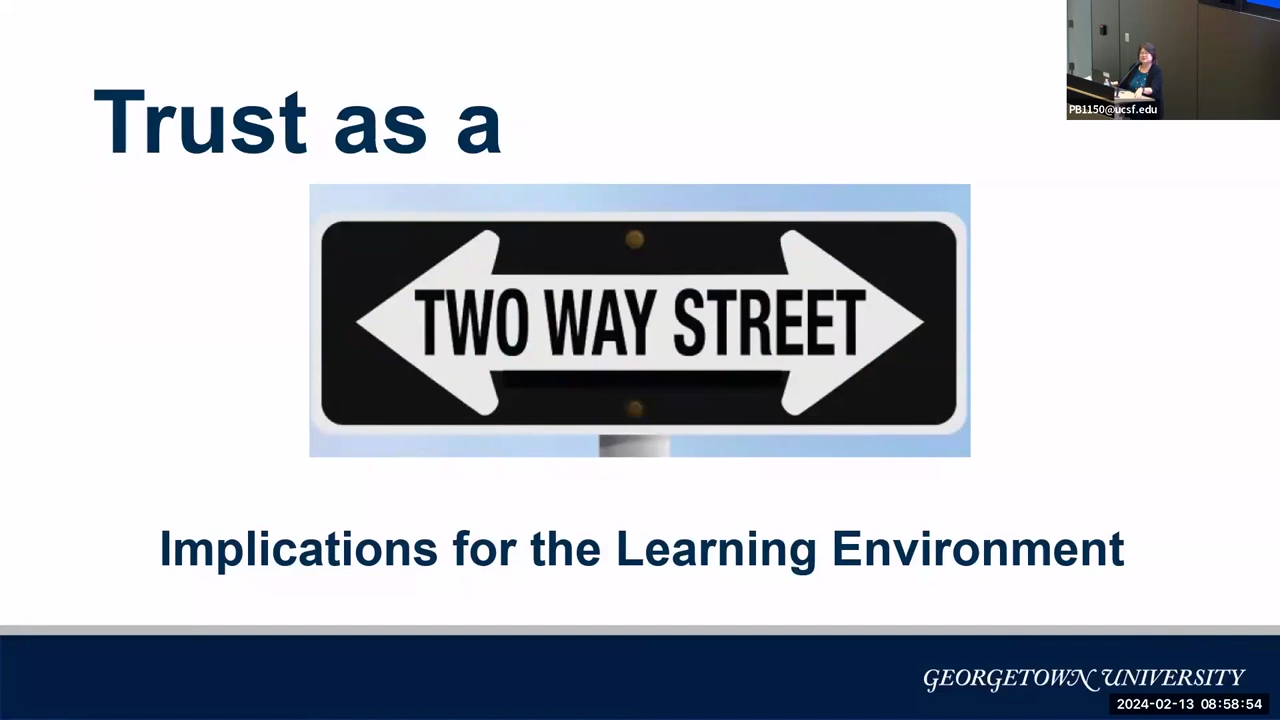 Trust as a
PB1150@ucsf.edu
TWO WAY STREET
Implications for the Learning Environment
GEORGETOWN UNIVERSITY
2024-02-13 08:58:54